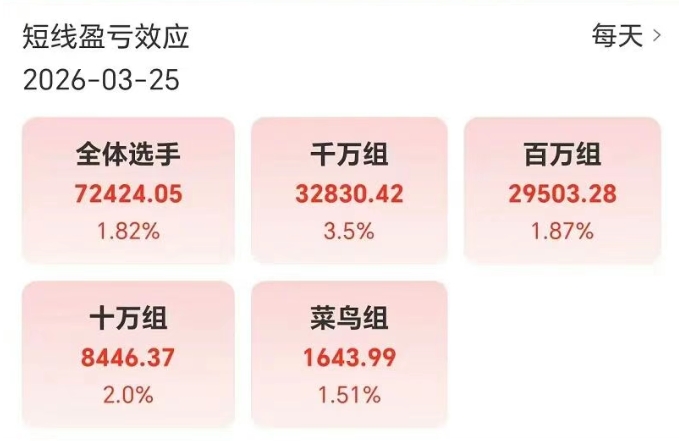 短线盈亏效应
每天 >
2026-03-25
全体选手
72424.05
1.82%
千万组
32830.42
3.5%
百万组
29503.28
1.87%
十万组
8446.37
2.0%
菜鸟组
1643.99
1.51%